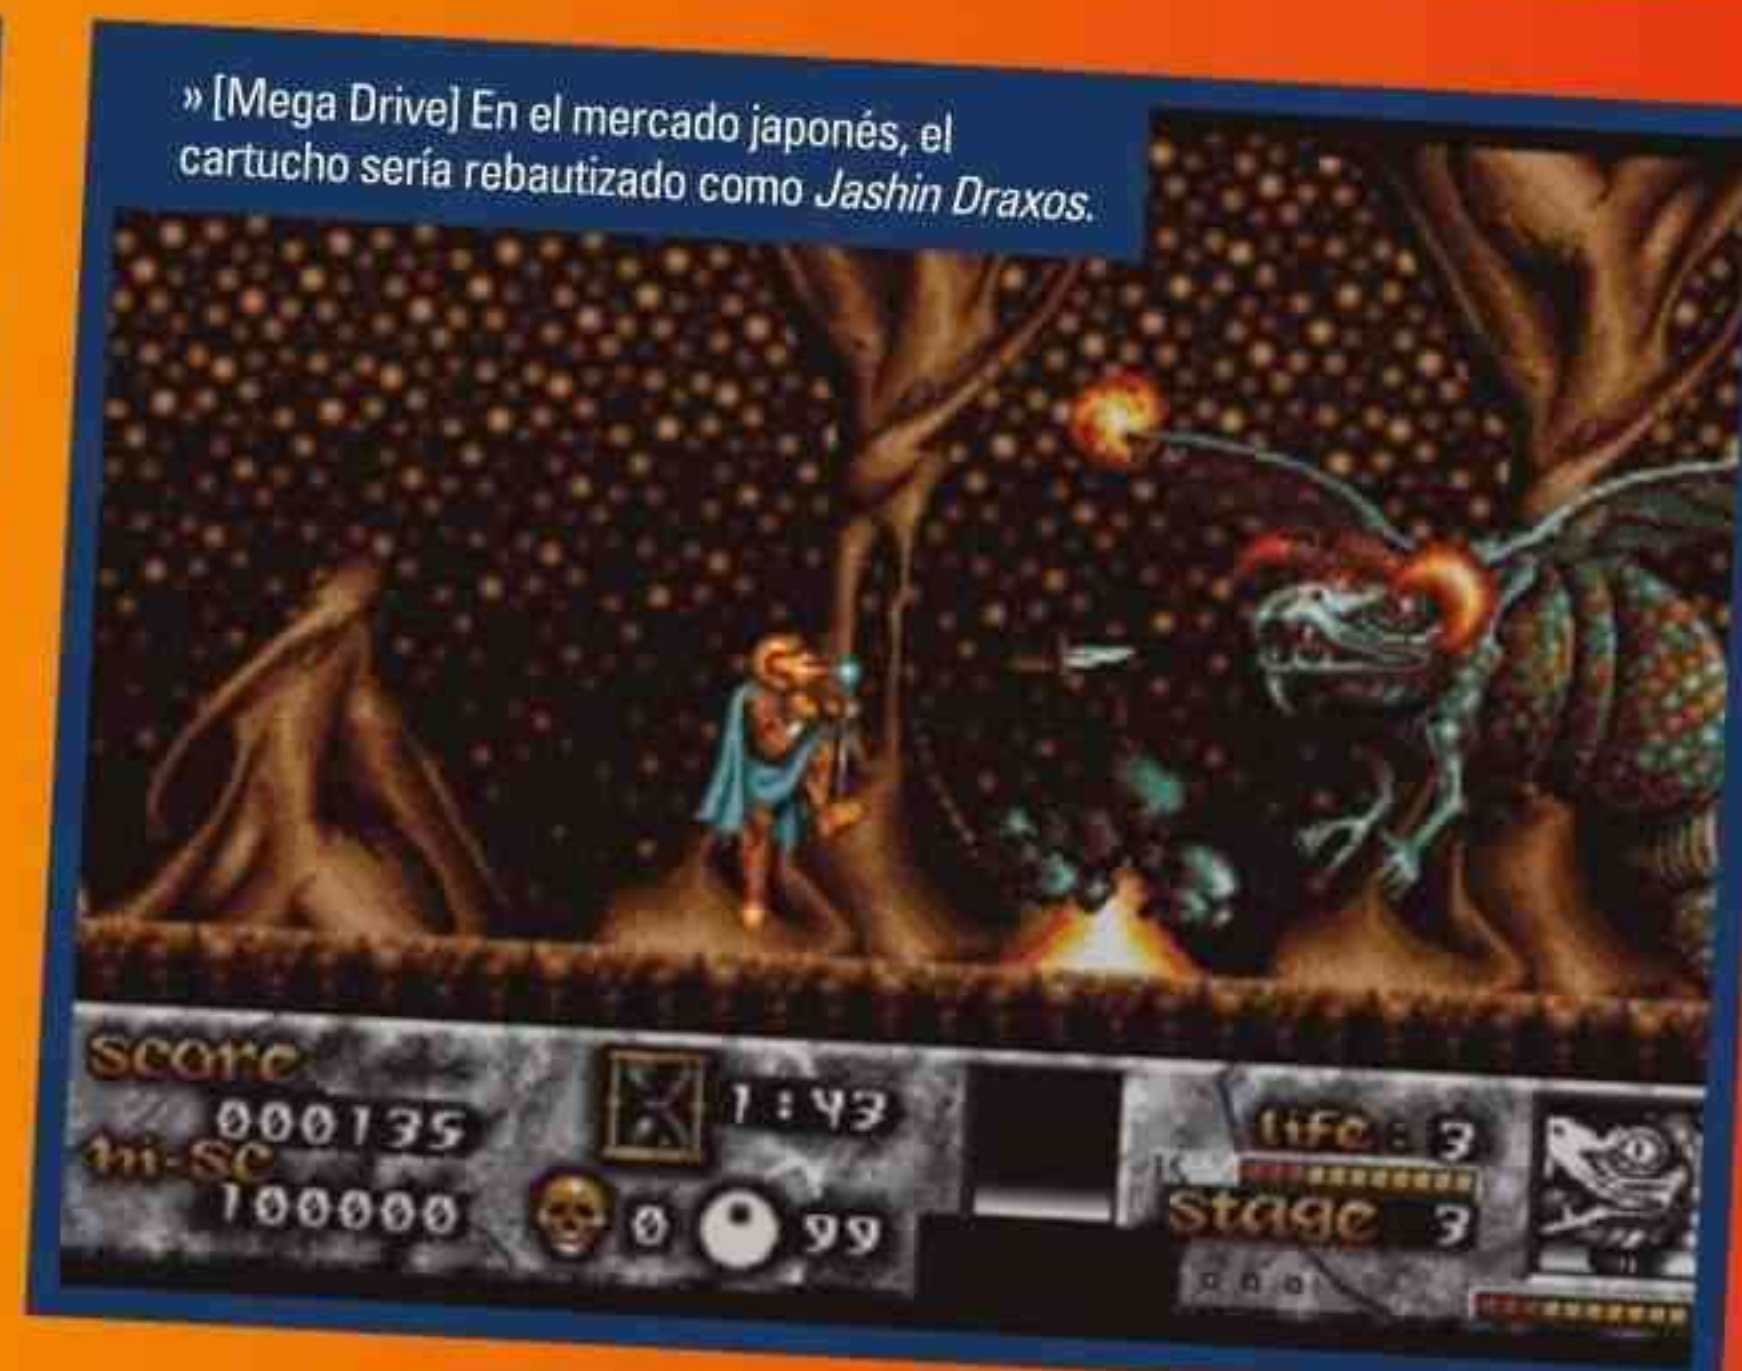 » [Mega Drive] En el mercado japonés, el
cartucho sería rebautizado como Jashin Draxos.
score
000135
hi-sc
100000
1:43
0
99
life : 3
stage 3